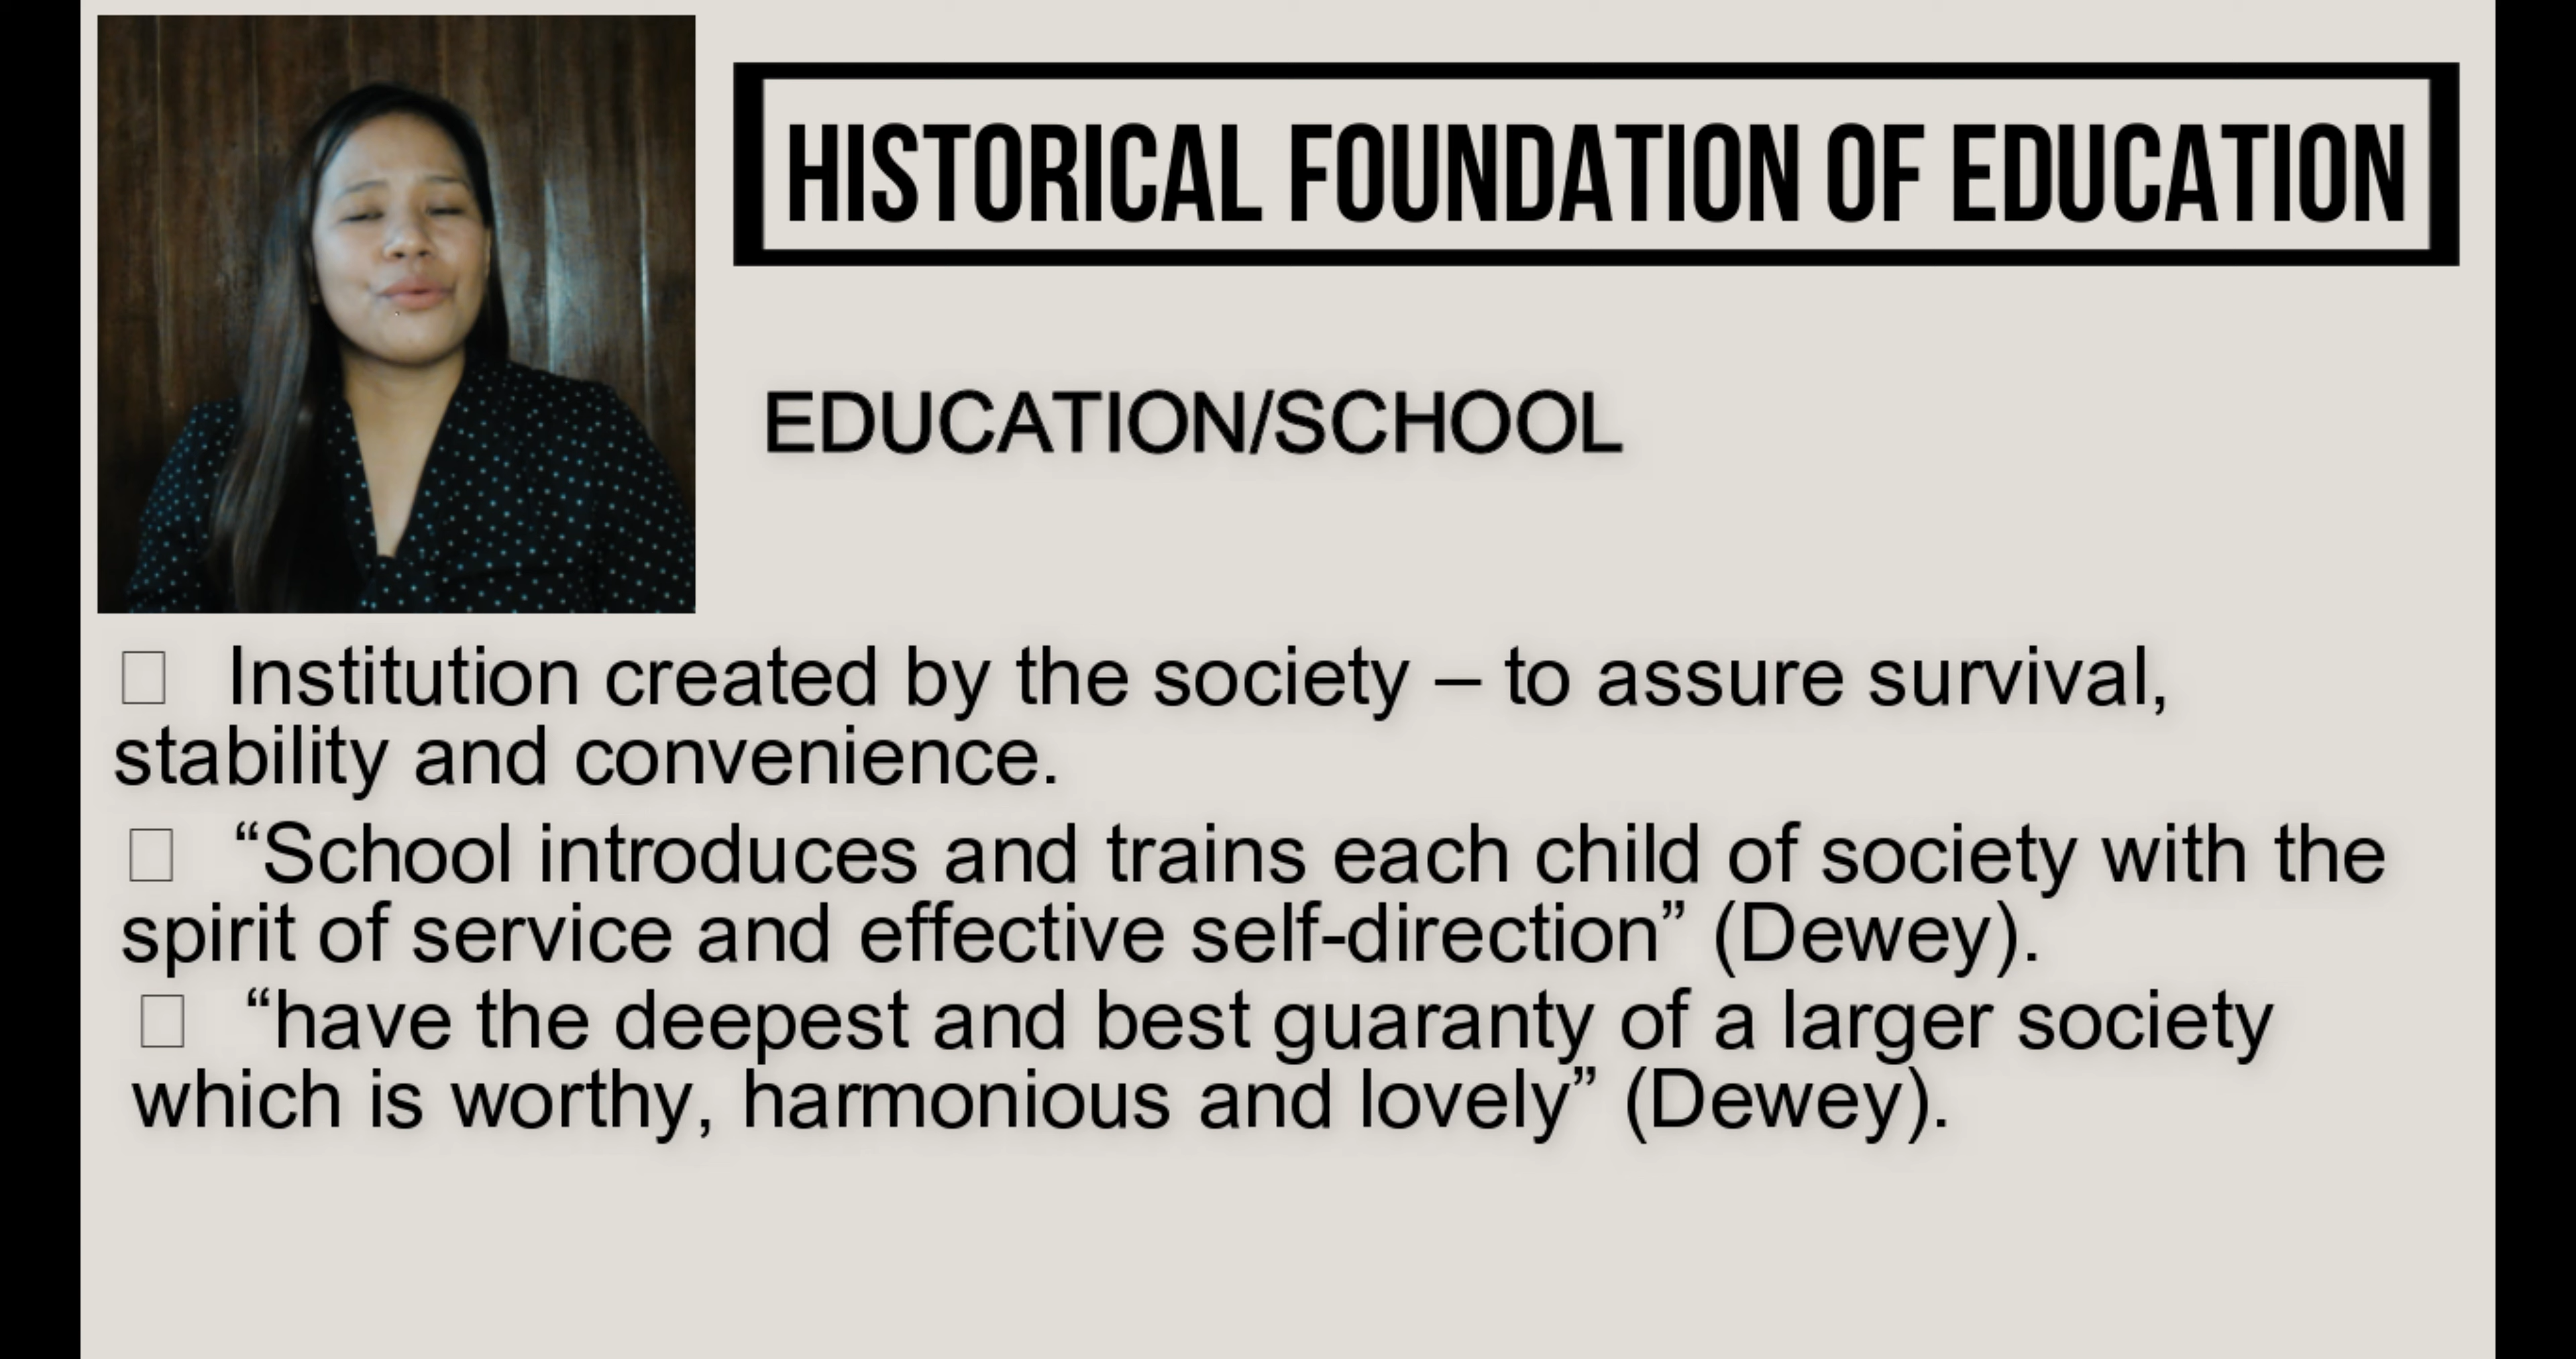 HISTORICAL FOUNDATION OF EDUCATION
EDUCATION/SCHOOL
Institution created by the society – to assure survival,
stability and convenience.
“School introduces and trains each child of society with the
spirit of service and effective self-direction” (Dewey).
“have the deepest and best guaranty of a larger society
which is worthy, harmonious and lovely” (Dewey).